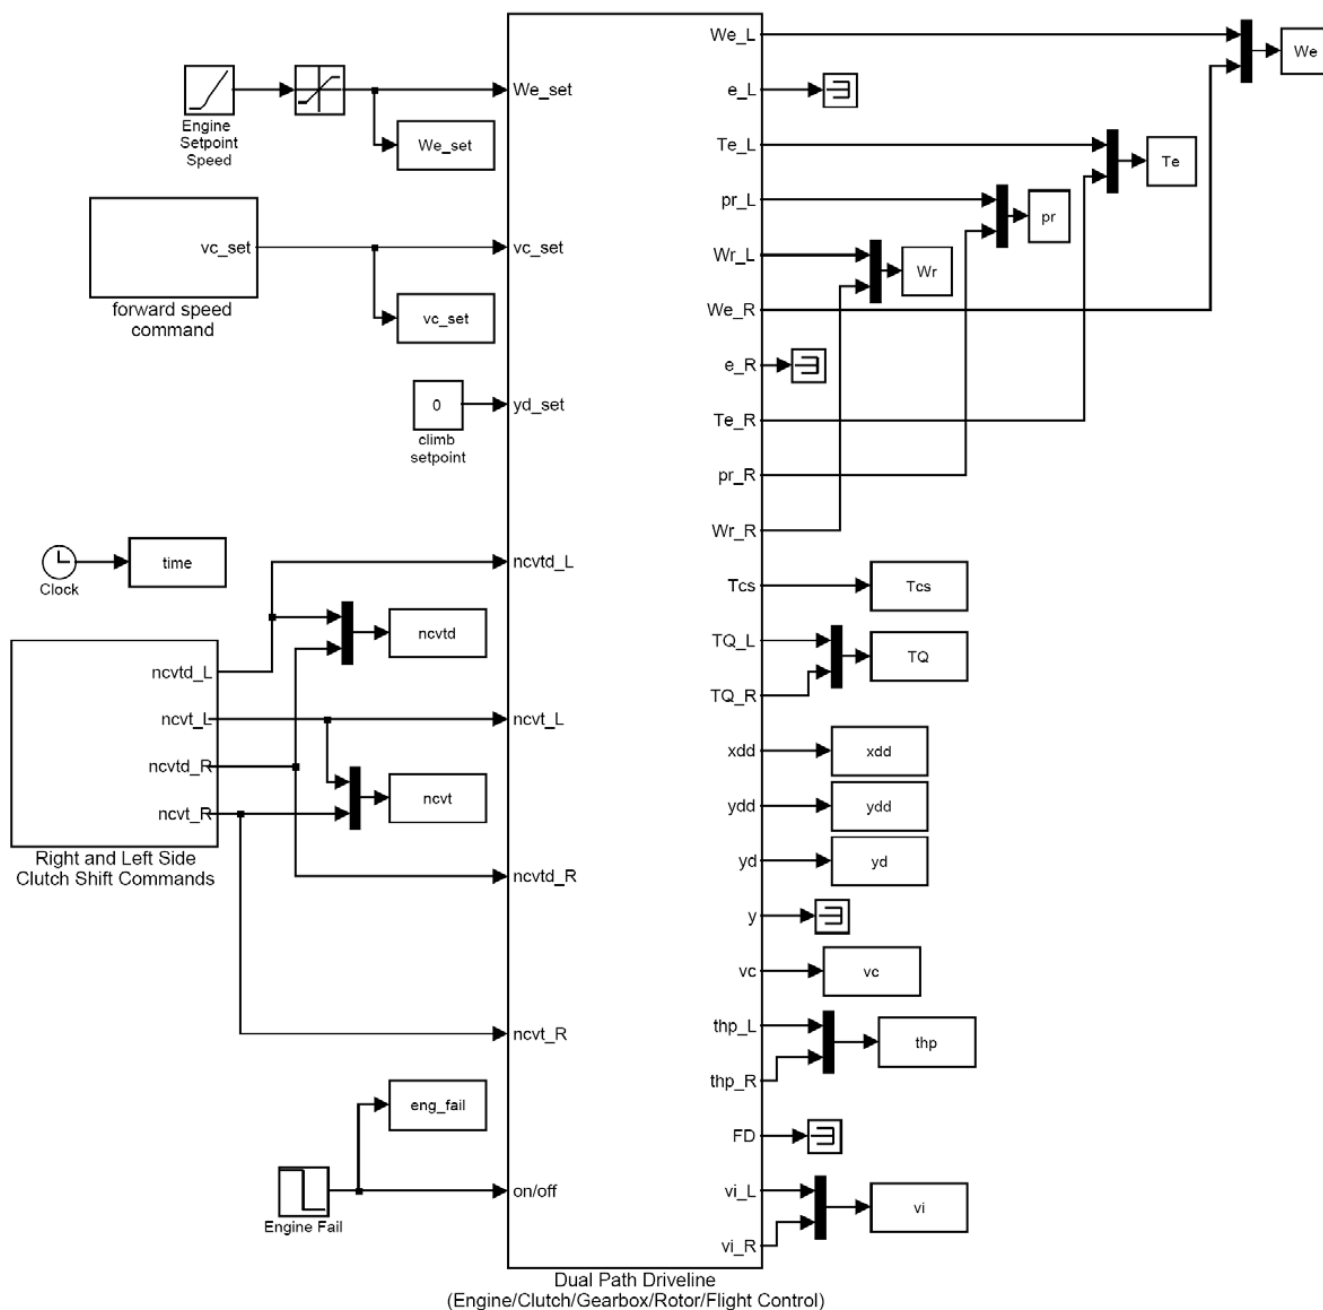 We_L
We
Engine
Setpoint
Speed
We_set
We_set
e_L
Te_L
Te
pr_L
pr
vc_set
vc_set
forward speed
command
vc_set
Wr_L
Wr
We_R
e_R
0
yd_set
climb
setpoint
Te_R
pr_R
Wr_R
Clock
time
ncvtd_L
Tcs
Tcs
ncvtd
TQ_L
TQ
TQ_R
ncvtd_L
ncvt_L
ncvtd_R
ncvt_R
Right and Left Side
Clutch Shift Commands
ncvt_L
ncvt
xdd
xdd
ydd
ydd
yd
yd
ncvtd_R
y
vc
vc
ncvt_R
thp_L
thp
thp_R
eng_fail
FD
Engine Fail
on/off
vi_L
vi
vi_R
Dual Path Driveline
(Engine/Clutch/Gearbox/Rotor/Flight Control)